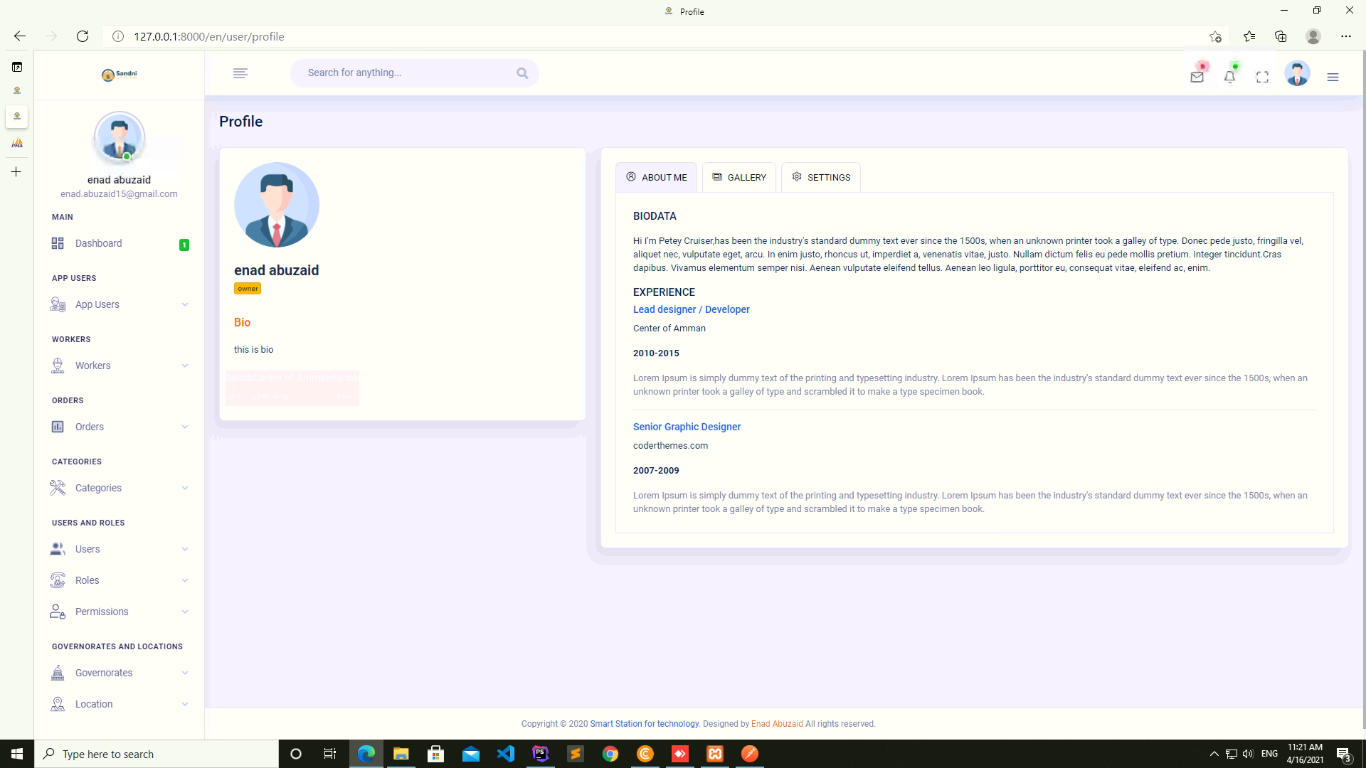 Profile
127.0.0.1:8000/en/user/profile
Sandni
Search for anything...
enad abuzaid
enad.abuzaid15@gmail.com
MAIN
Dashboard
1
APP USERS
App Users
WORKERS
Workers
ORDERS
Orders
CATEGORIES
Categories
USERS AND ROLES
Users
Roles
Permissions
GOVERNORATES AND LOCATIONS
Governorates
Location
Profile
enad abuzaid
owner
Bio
this is bio
ABOUT ME
GALLERY
SETTINGS
BIODATA
Hi I'm Petey Cruiser,has been the industry's standard dummy text ever since the 1500s, when an unknown printer took a galley of type. Donec pede justo, fringilla vel,
aliquet nec, vulputate eget, arcu. In enim justo, rhoncus ut, imperdiet a, venenatis vitae, justo. Nullam dictum felis eu pede mollis pretium. Integer tincidunt.Cras
dapibus. Vivamus elementum semper nisi. Aenean vulputate eleifend tellus. Aenean leo ligula, porttitor eu, consequat vitae, eleifend ac, enim.
EXPERIENCE
Lead designer / Developer
Center of Amman
2010-2015
Lorem Ipsum is simply dummy text of the printing and typesetting industry. Lorem Ipsum has been the industry's standard dummy text ever since the 1500s, when an
unknown printer took a galley of type and scrambled it to make a type specimen book.
Senior Graphic Designer
coderthemes.com
2007-2009
Lorem Ipsum is simply dummy text of the printing and typesetting industry. Lorem Ipsum has been the industry's standard dummy text ever since the 1500s, when an
unknown printer took a galley of type and scrambled it to make a type specimen book.
Copyright © 2020 Smart Station for technology. Designed by Enad Abuzaid All rights reserved.
Type here to search
ENG
11:21 AM
4/16/2021
3